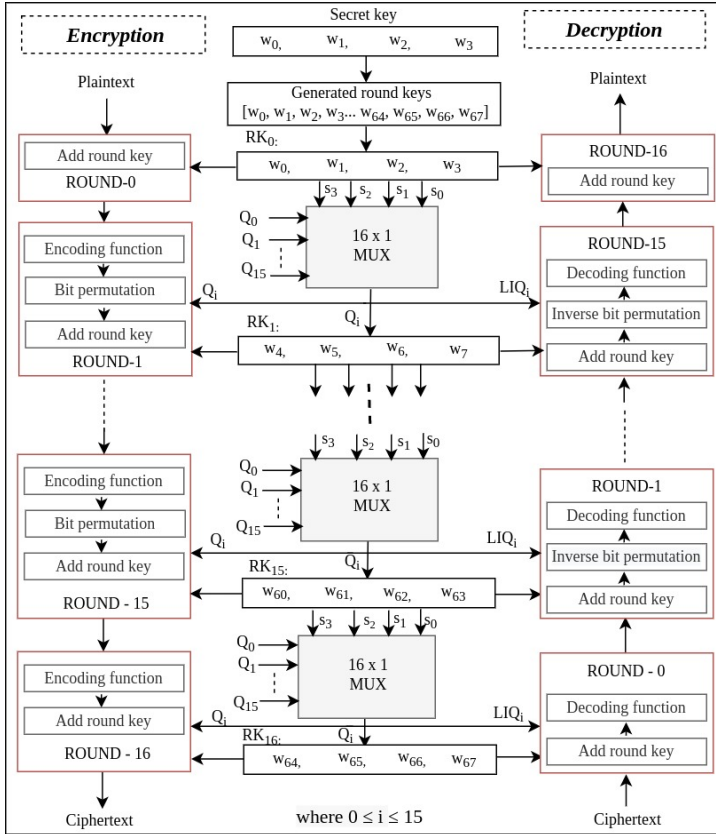 Encryption
Secret key
Decryption
w0, w1, w2, w3
Plaintext
Generated round keys
[w0, w1, w2, w3... w64, w65, w66, w67]
Plaintext
RK0:
w0, w1, w2, w3
Add round key
ROUND-0
ROUND-16
Add round key
s3 s2 s1 s0
Q0
Q1
Q15
16 x 1
MUX
Encoding function
Bit permutation
Add round key
ROUND-1
ROUND-15
Decoding function
Inverse bit permutation
Add round key
Qi
LIQi
Qi
RK1:
w4, w5, w6, w7
s3 s2 s1 s0
Q0
Q1
Q15
16 x 1
MUX
Encoding function
Bit permutation
Add round key
ROUND - 15
ROUND-1
Decoding function
Inverse bit permutation
Add round key
Qi
LIQi
Qi
RK15:
w60, w61, w62, w63
s3 s2 s1 s0
Q0
Q1
Q15
16 x 1
MUX
Encoding function
Add round key
ROUND - 16
ROUND - 0
Decoding function
Add round key
Qi
LIQi
Qi
RK16:
w64, w65, w66, w67
Ciphertext
where 0 ≤ i ≤ 15
Ciphertext